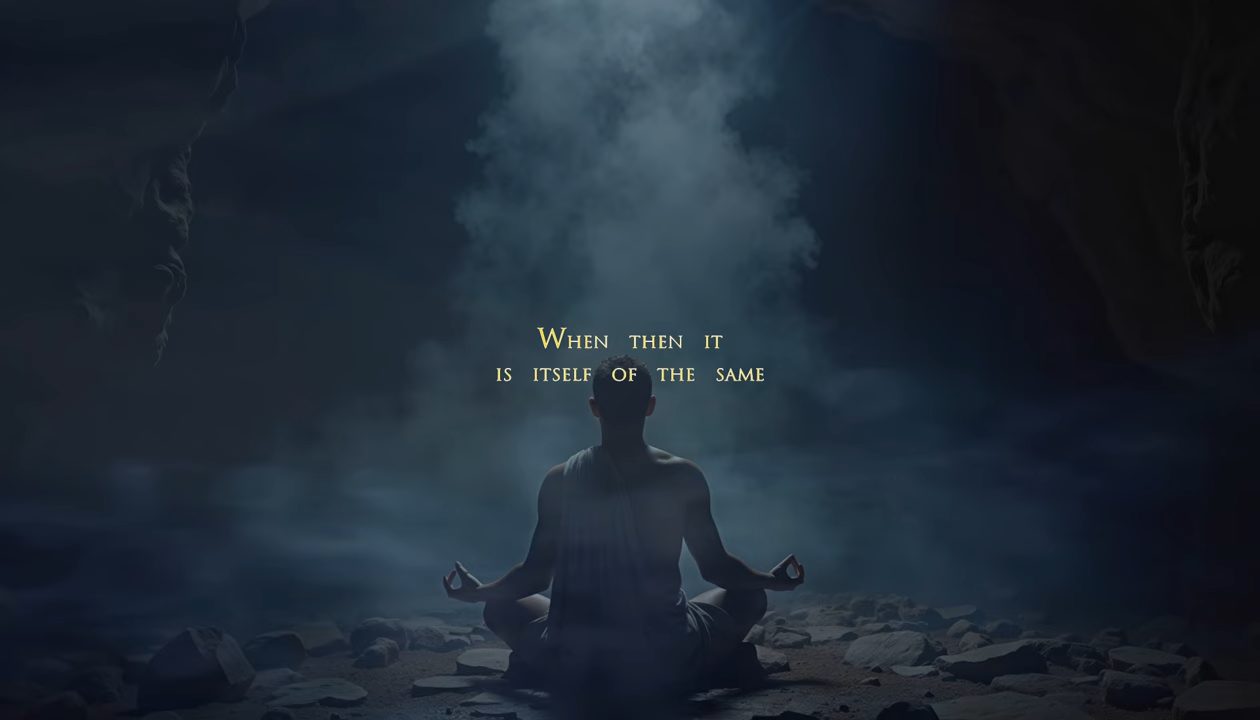 When then it
is itself of the same